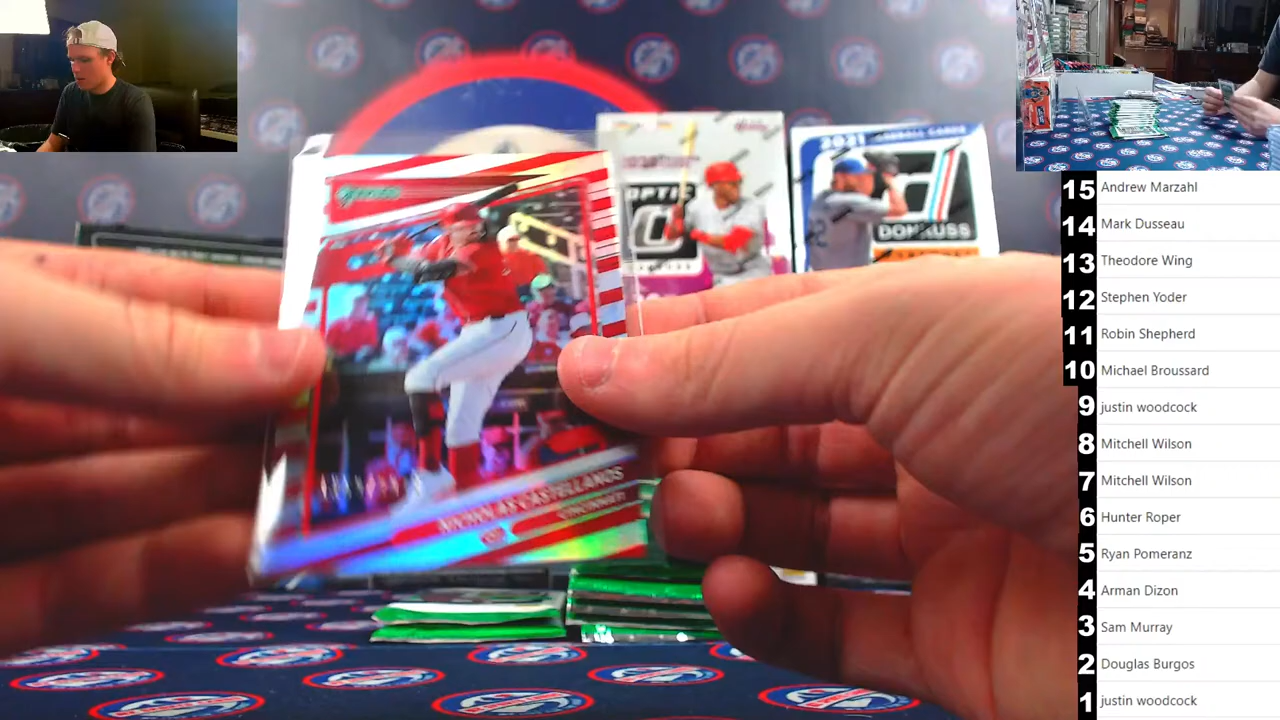 CASTELLANOS
CINCINNATI
OPTIC
2021
BASEBALL CARDS
DONRUSS
15 Andrew Marzahl
14 Mark Dusseau
13 Theodore Wing
12 Stephen Yoder
11 Robin Shepherd
10 Michael Broussard
9 justin woodcock
8 Mitchell Wilson
7 Mitchell Wilson
6 Hunter Roper
5 Ryan Pomeranz
4 Arman Dizon
3 Sam Murray
2 Douglas Burgos
1 justin woodcock